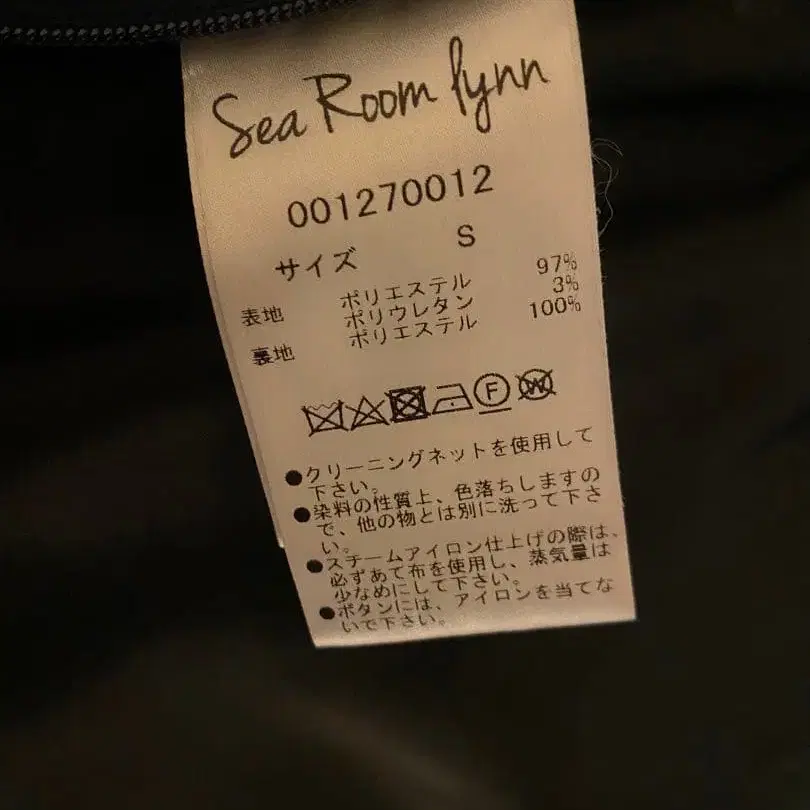 Sea Room lynn
001270012
サイズ S
表地 ポリエステル 97%
ポリウレタン 3%
裏地 ポリエステル 100%
F W
●クリーニングネットを使用して
下さい。
●染料の性質上、色落ちしますの
で、他の物とは別に洗って下さ
い。
●スチームアイロン仕上げの際は、
必ずあて布を使用し、蒸気量は
少なめにして下さい。
●ボタンには、アイロンを当てな
いで下さい。